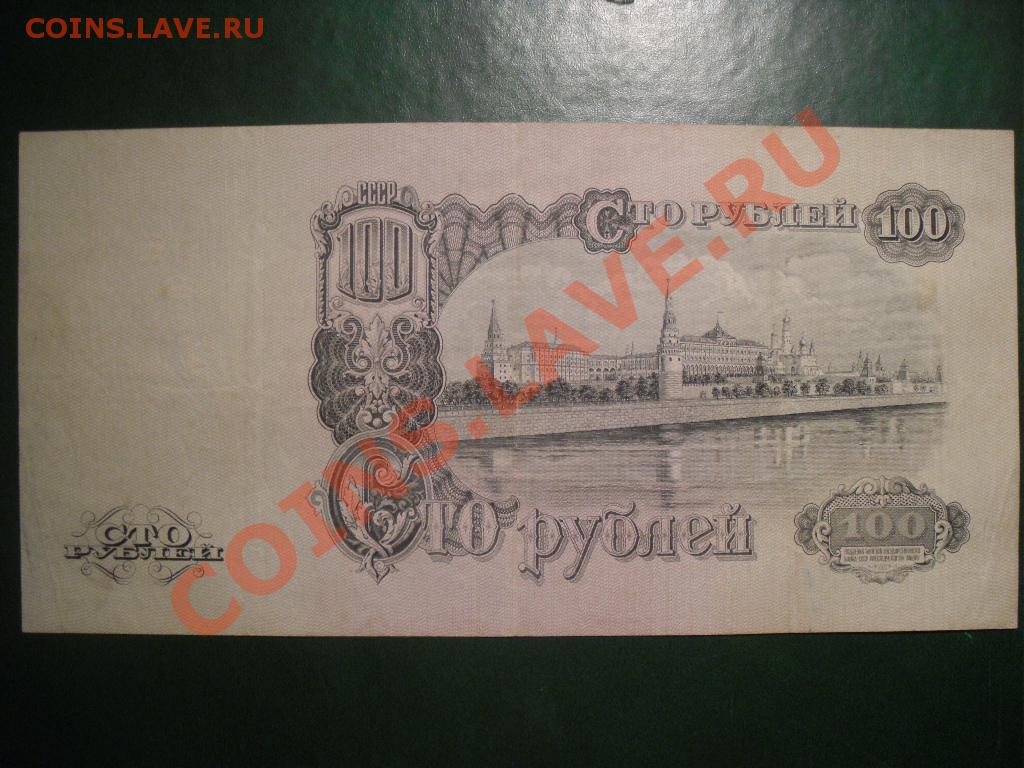 COINS.LAVE.RU
СССР
100
СТО РУБЛЕЙ
100
COINS.LAVE.RU
СТО
РУБЛЕЙ
Сто рублей
100